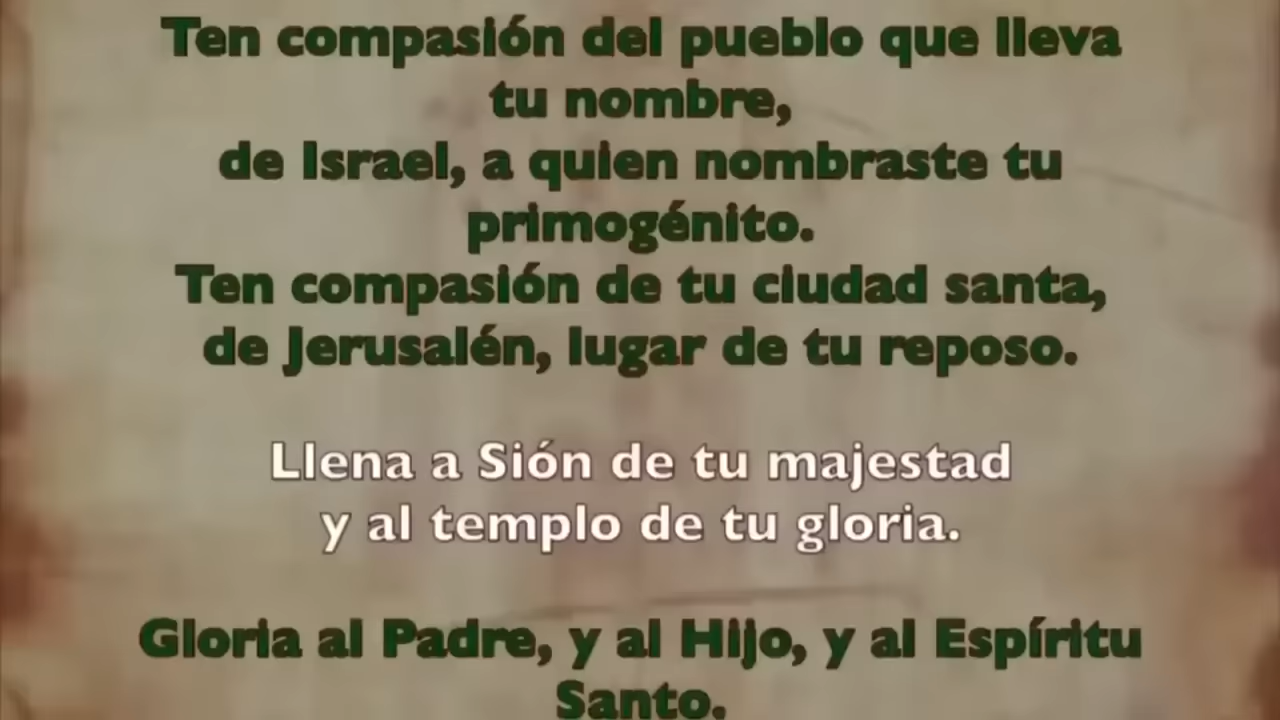 Ten compasión del pueblo que lleva
tu nombre,
de Israel, a quien nombraste tu
primogénito.
Ten compasión de tu ciudad santa,
de Jerusalén, lugar de tu reposo.
Llena a Sión de tu majestad
y al templo de tu gloria.
Gloria al Padre, y al Hijo, y al Espíritu
Santo.